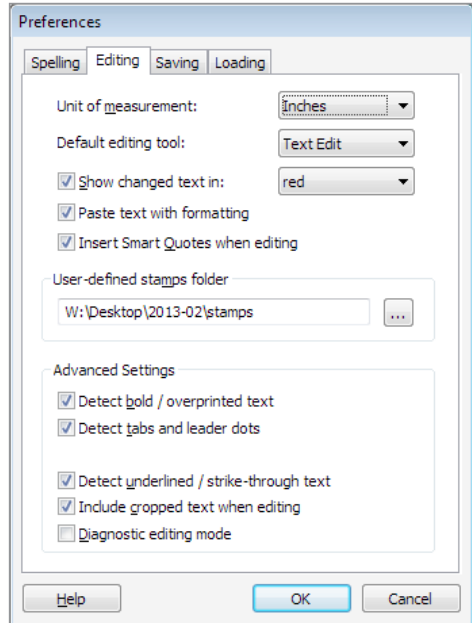 Preferences
Spelling Editing Saving Loading
Unit of measurement: Inches
Default editing tool: Text Edit
Show changed text in: red
Paste text with formatting
Insert Smart Quotes when editing
User-defined stamps folder
W:\Desktop\2013-02\stamps ...
Advanced Settings
Detect bold / overprinted text
Detect tabs and leader dots
Detect underlined / strike-through text
Include cropped text when editing
Diagnostic editing mode
Help OK Cancel